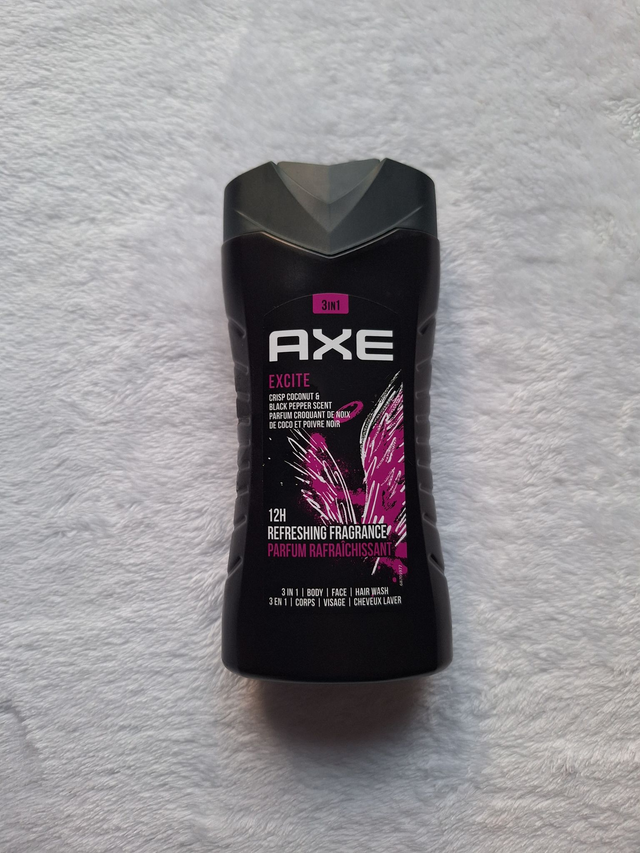 3IN1
AXE
EXCITE
CRISP COCONUT &
BLACK PEPPER SCENT
PARFUM CROQUANT DE NOIX
DE COCO ET POIVRE NOIR
12H
REFRESHING FRAGRANCE
PARFUM RAFRAÎCHISSANT
3 IN 1 | BODY | FACE | HAIR WASH
3 EN 1 | CORPS | VISAGE | CHEVEUX LAVER